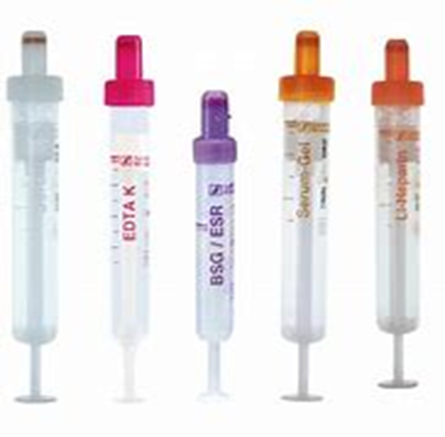 EDTA K
BSG / ESR
Serum-Gel
Li-Heparin